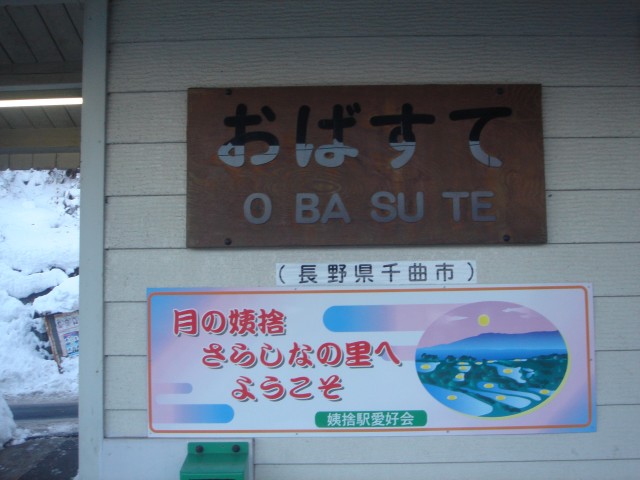 おばすて
O BA SU TE
(長野県千曲市)
月の姨捨
さらしなの里へ
ようこそ
姨捨駅愛好会